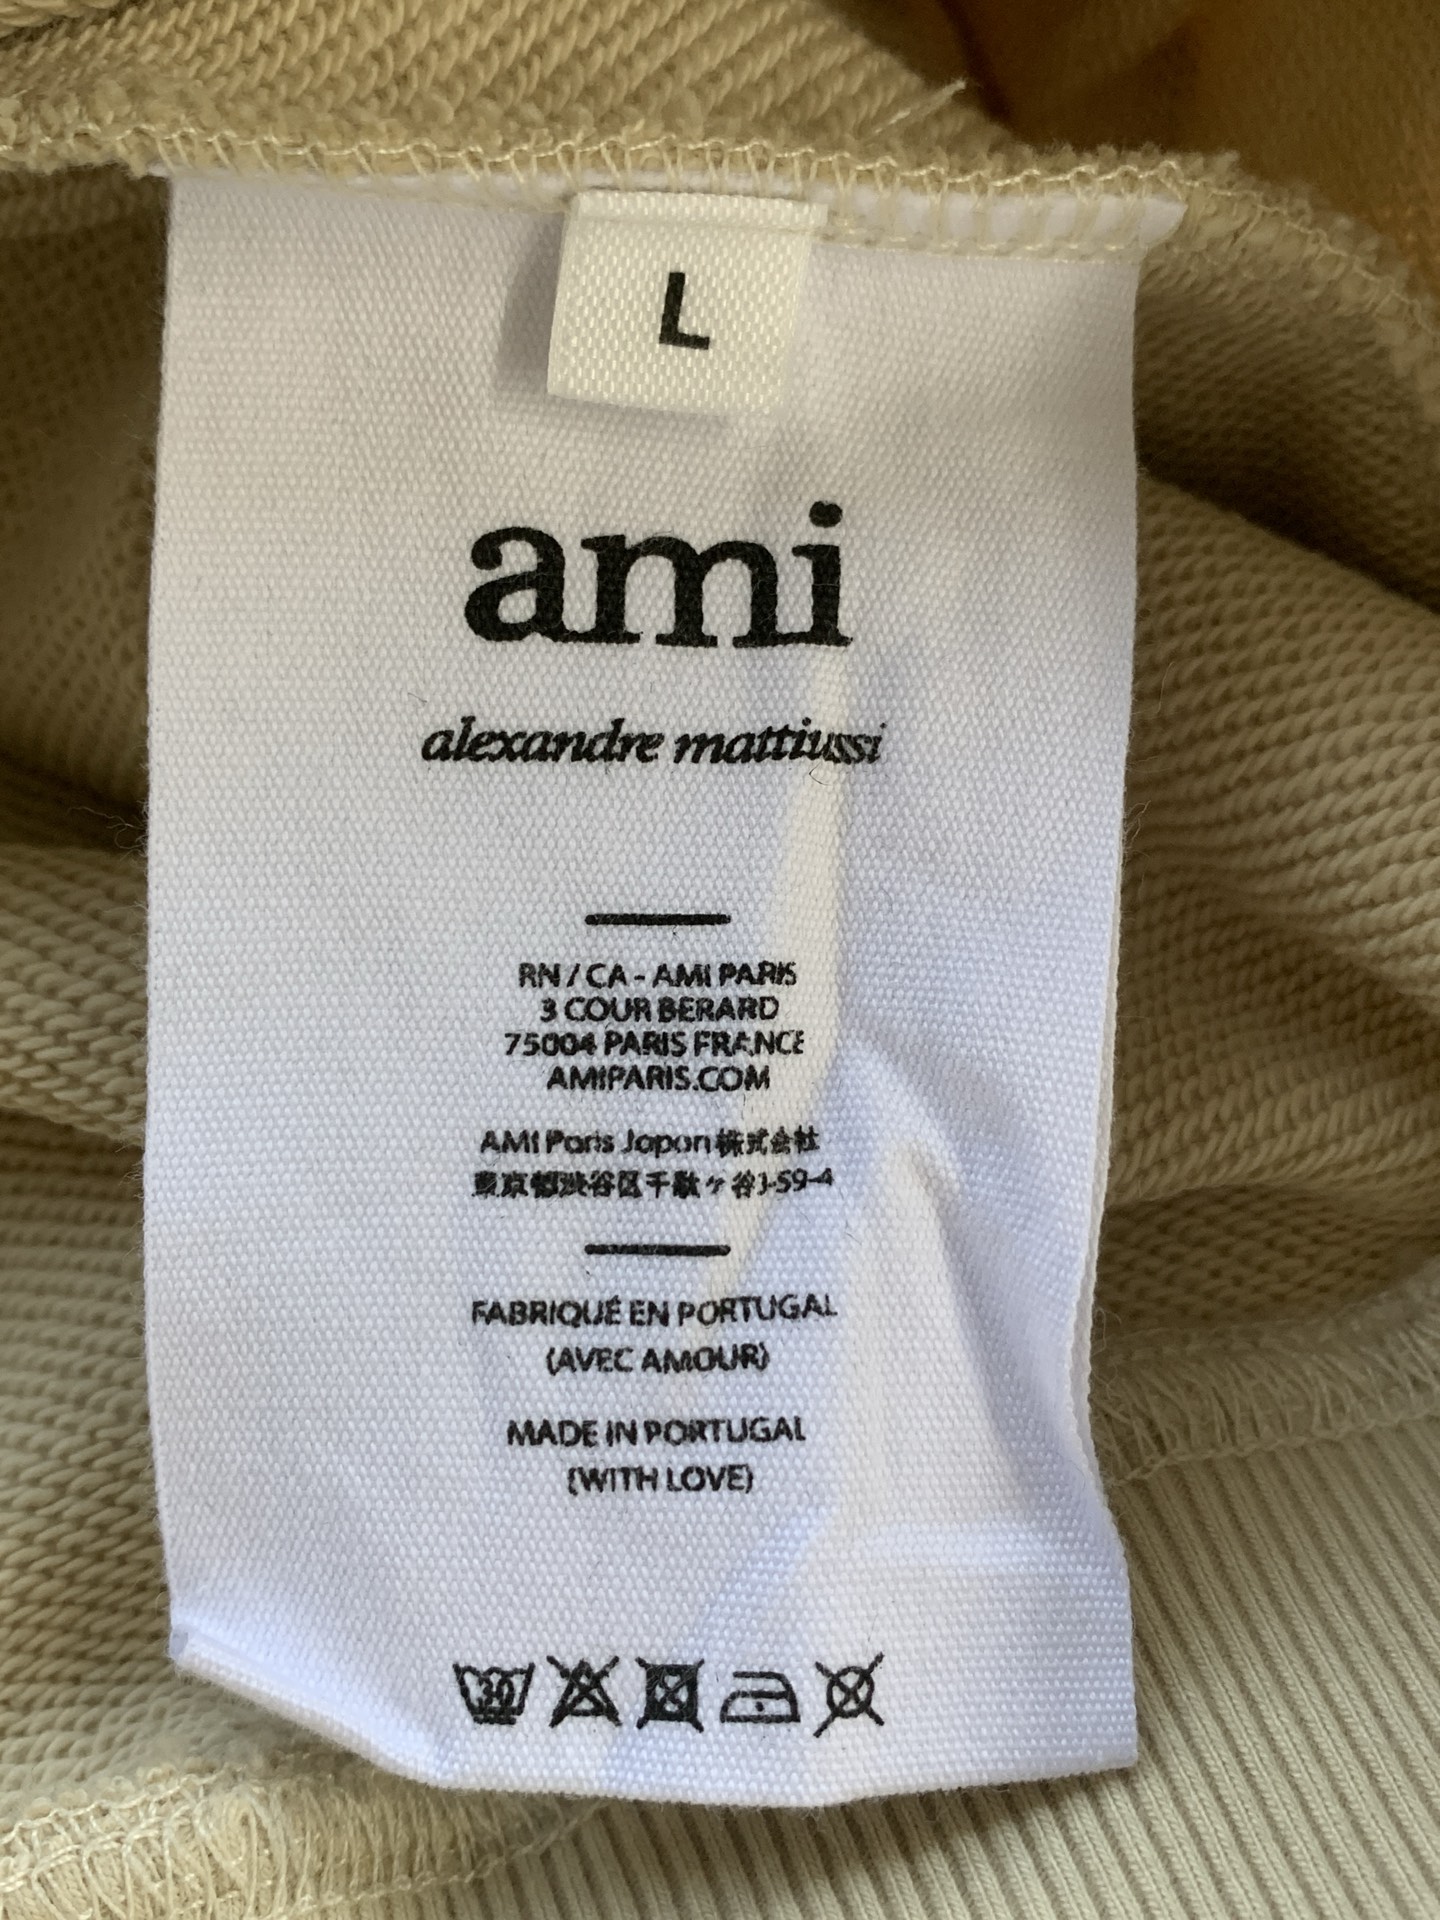 L
ami
alexandre mattiussi
RN / CA - AMI PARIS
3 COUR BERARD
75004 PARIS FRANCE
AMIPARIS.COM
AMI Paris Japan株式会社
東京都渋谷区千駄ヶ谷3-59-4
FABRIQUÉ EN PORTUGAL
(AVEC AMOUR)
MADE IN PORTUGAL
(WITH LOVE)
30